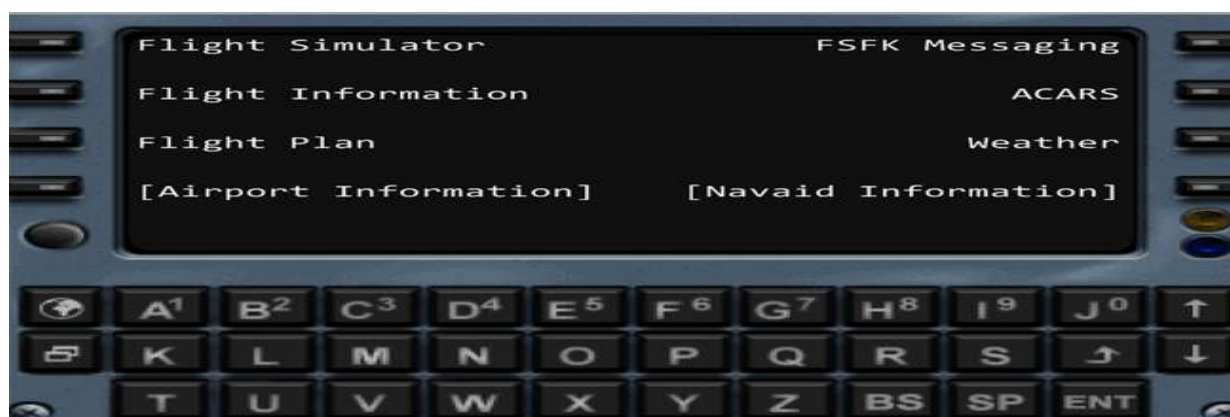 Flight Simulator FSFK Messaging
Flight Information ACARS
Flight Plan Weather
[Airport Information] [Navaid Information]
A1 B2 C3 D4 E5 F6 G7 H8 I9 J0 ↑
K L M N O P Q R S ↓
T U V W X Y Z BS SP ENT